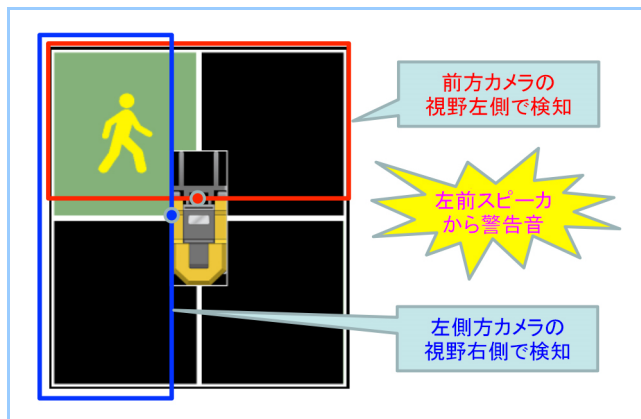 前方カメラの
視野左側で検知
左前スピーカ
から警告音
左側方カメラの
視野右側で検知